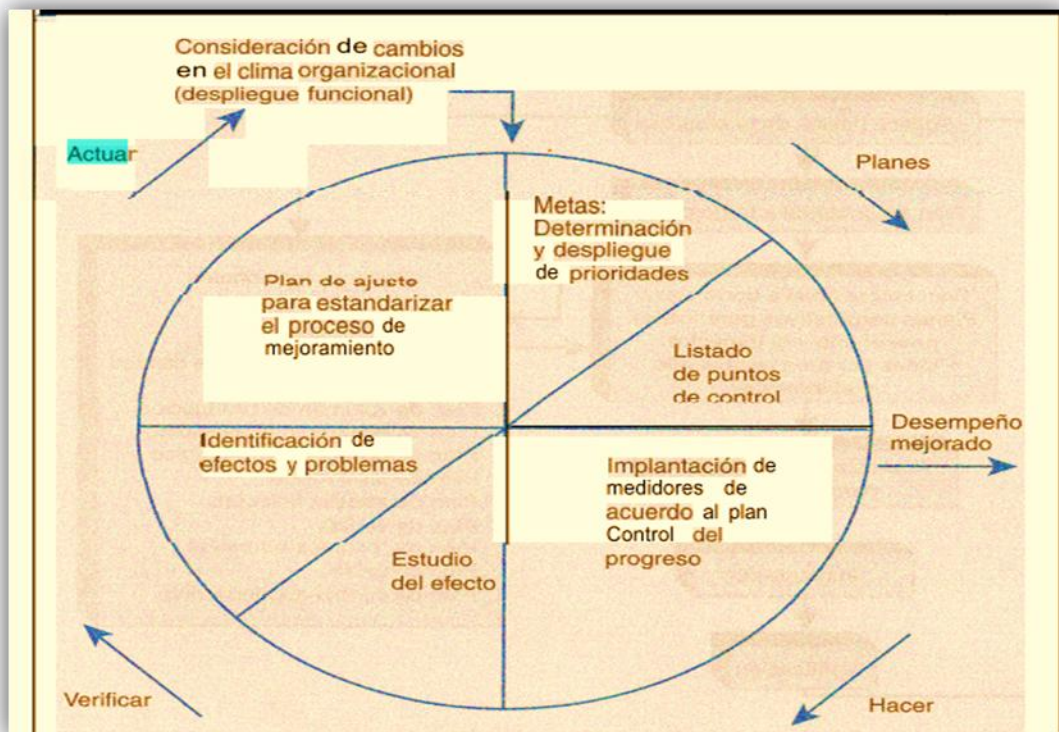 Consideración de cambios
en el clima organizacional
(despliegue funcional)
Actuar
Planes
Metas:
Determinación
y despliegue
de prioridades
Plan de ajuste
para estandarizar
el proceso de
mejoramiento
Listado
de puntos
de control
Desempeño
mejorado
Identificación de
efectos y problemas
Implantación de
medidores de
acuerdo al plan
Control del
progreso
Estudio
del efecto
Verificar
Hacer